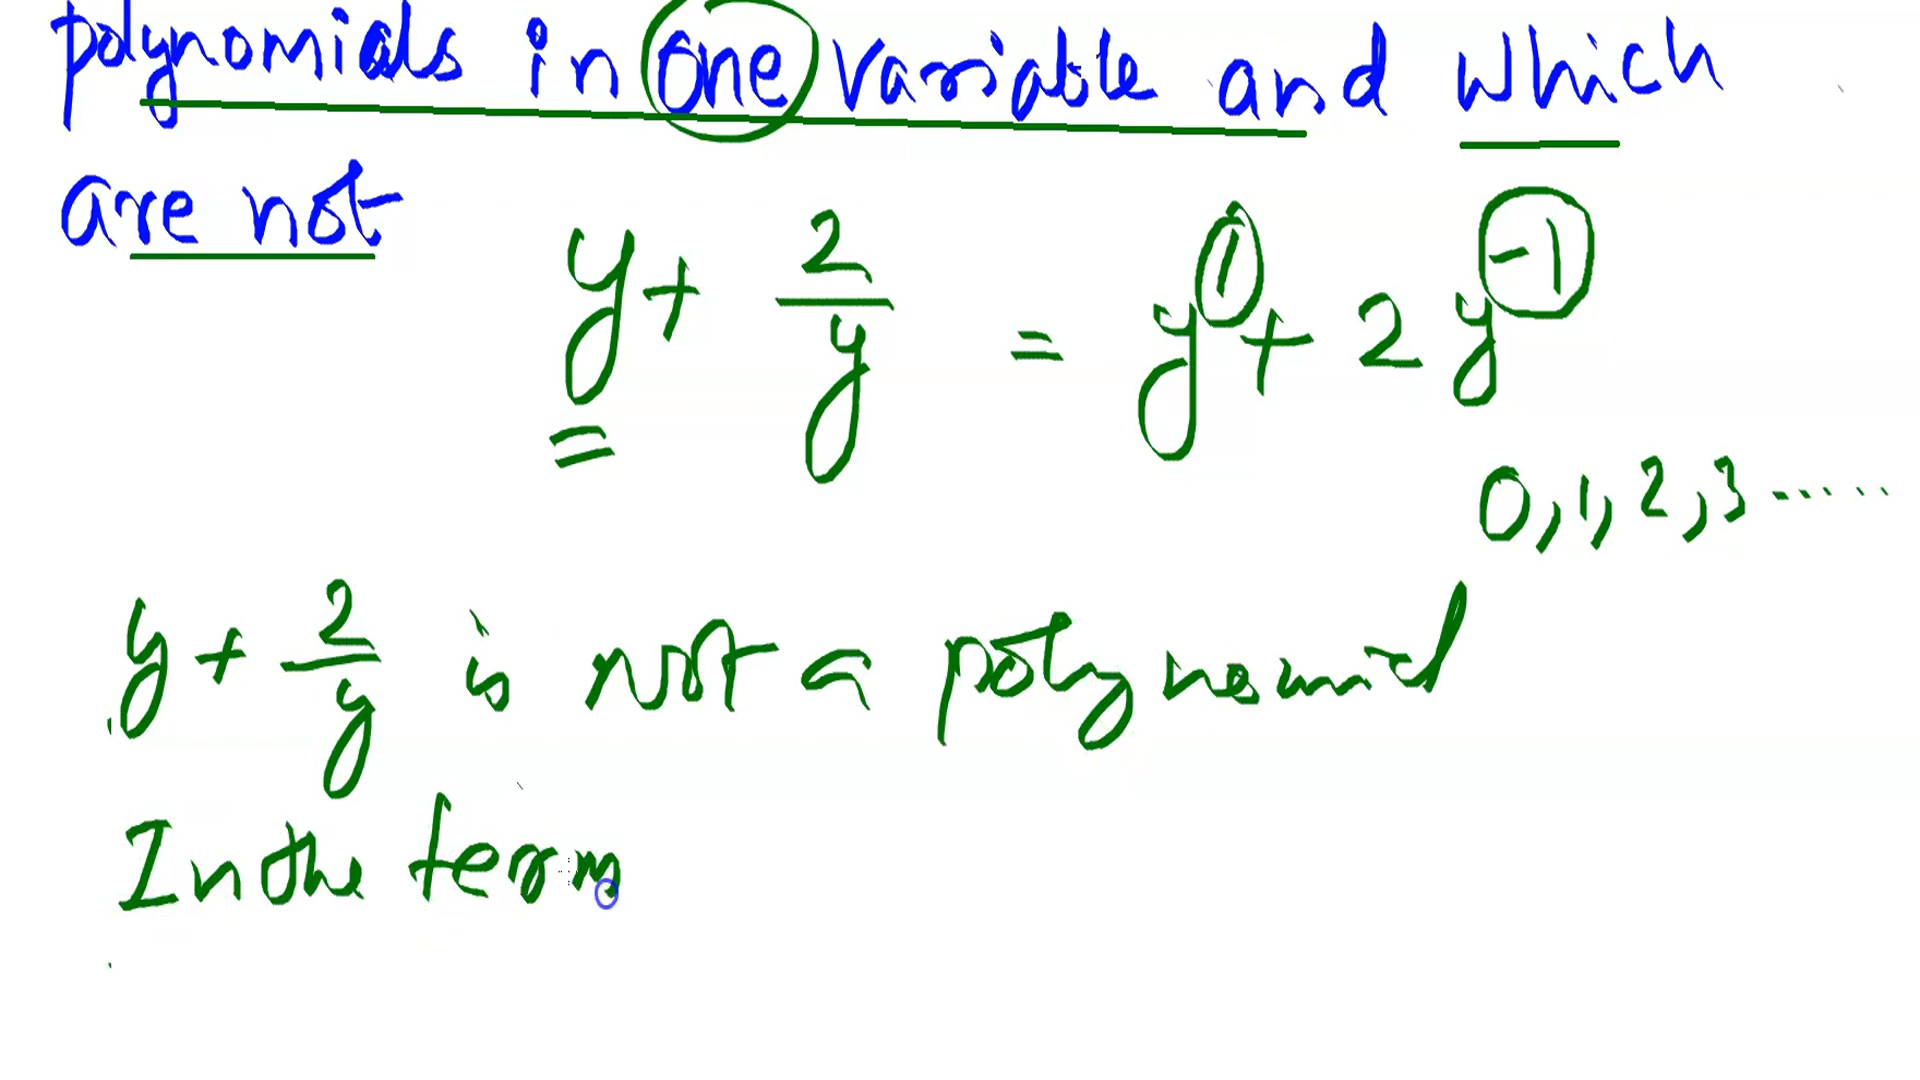 polynomials in one variable and which
are not
y + 2/y = y^1 + 2y^-1
0, 1, 2, 3 ......
y + 2/y is not a polynomial
In the term